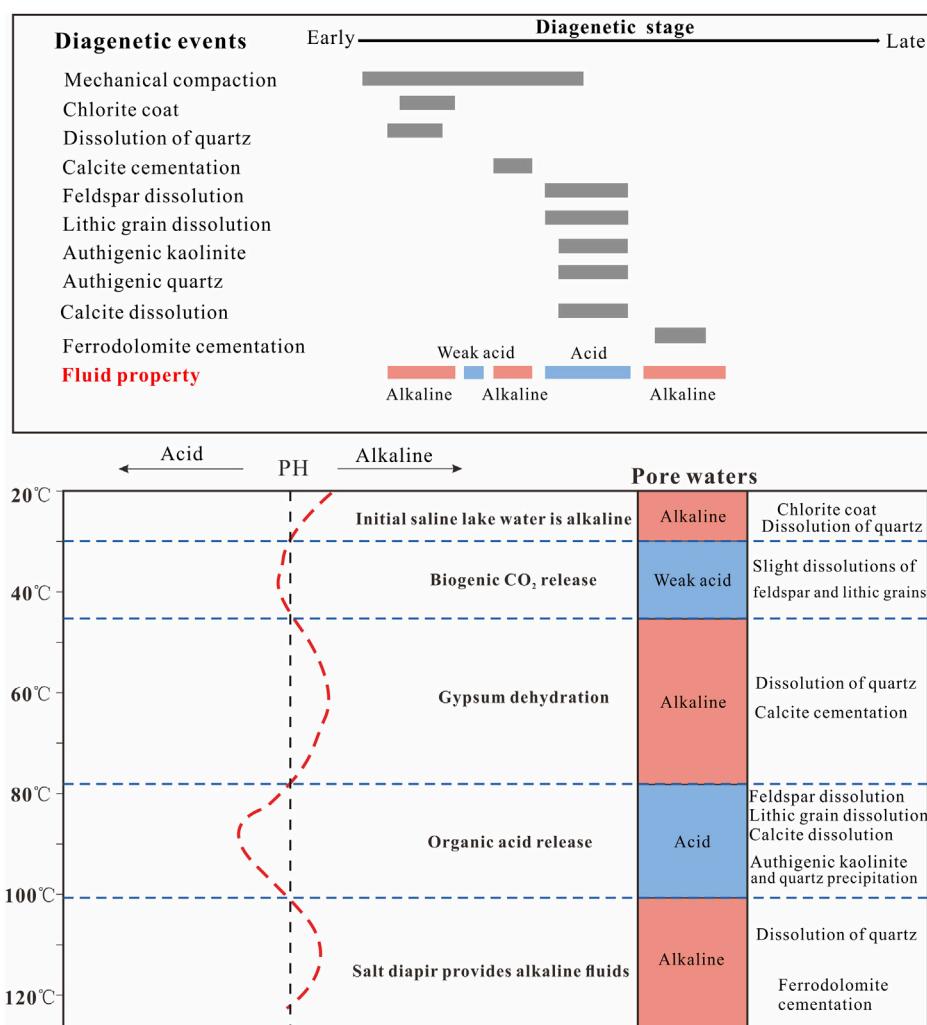 Diagenetic events
Early
Diagenetic stage
Late
Mechanical compaction
Chlorite coat
Dissolution of quartz
Calcite cementation
Feldspar dissolution
Lithic grain dissolution
Authigenic kaolinite
Authigenic quartz
Calcite dissolution
Ferrodolomite cementation
Weak acid
Acid
Fluid property
Alkaline
Alkaline
Alkaline
Acid
PH
Alkaline
Pore waters
20℃
40℃
60℃
80℃
100℃
120℃
Initial saline lake water is alkaline
Alkaline
Chlorite coat
Dissolution of quartz
Biogenic CO₂ release
Weak acid
Slight dissolutions of
feldspar and lithic grains
Gypsum dehydration
Alkaline
Dissolution of quartz
Calcite cementation
Organic acid release
Acid
Feldspar dissolution
Lithic grain dissolution
Calcite dissolution
Authigenic kaolinite
and quartz precipitation
Salt diapir provides alkaline fluids
Alkaline
Dissolution of quartz
Ferrodolomite
cementation